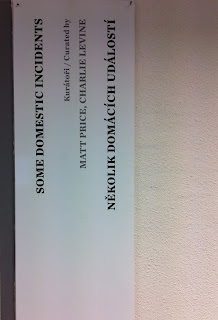 SOME DOMESTIC INCIDENTS
Kurátoři / Curated by
MATT PRICE, CHARLIE LEVINE
NĚKOLIK DOMÁCÍCH UDÁLOSTÍ